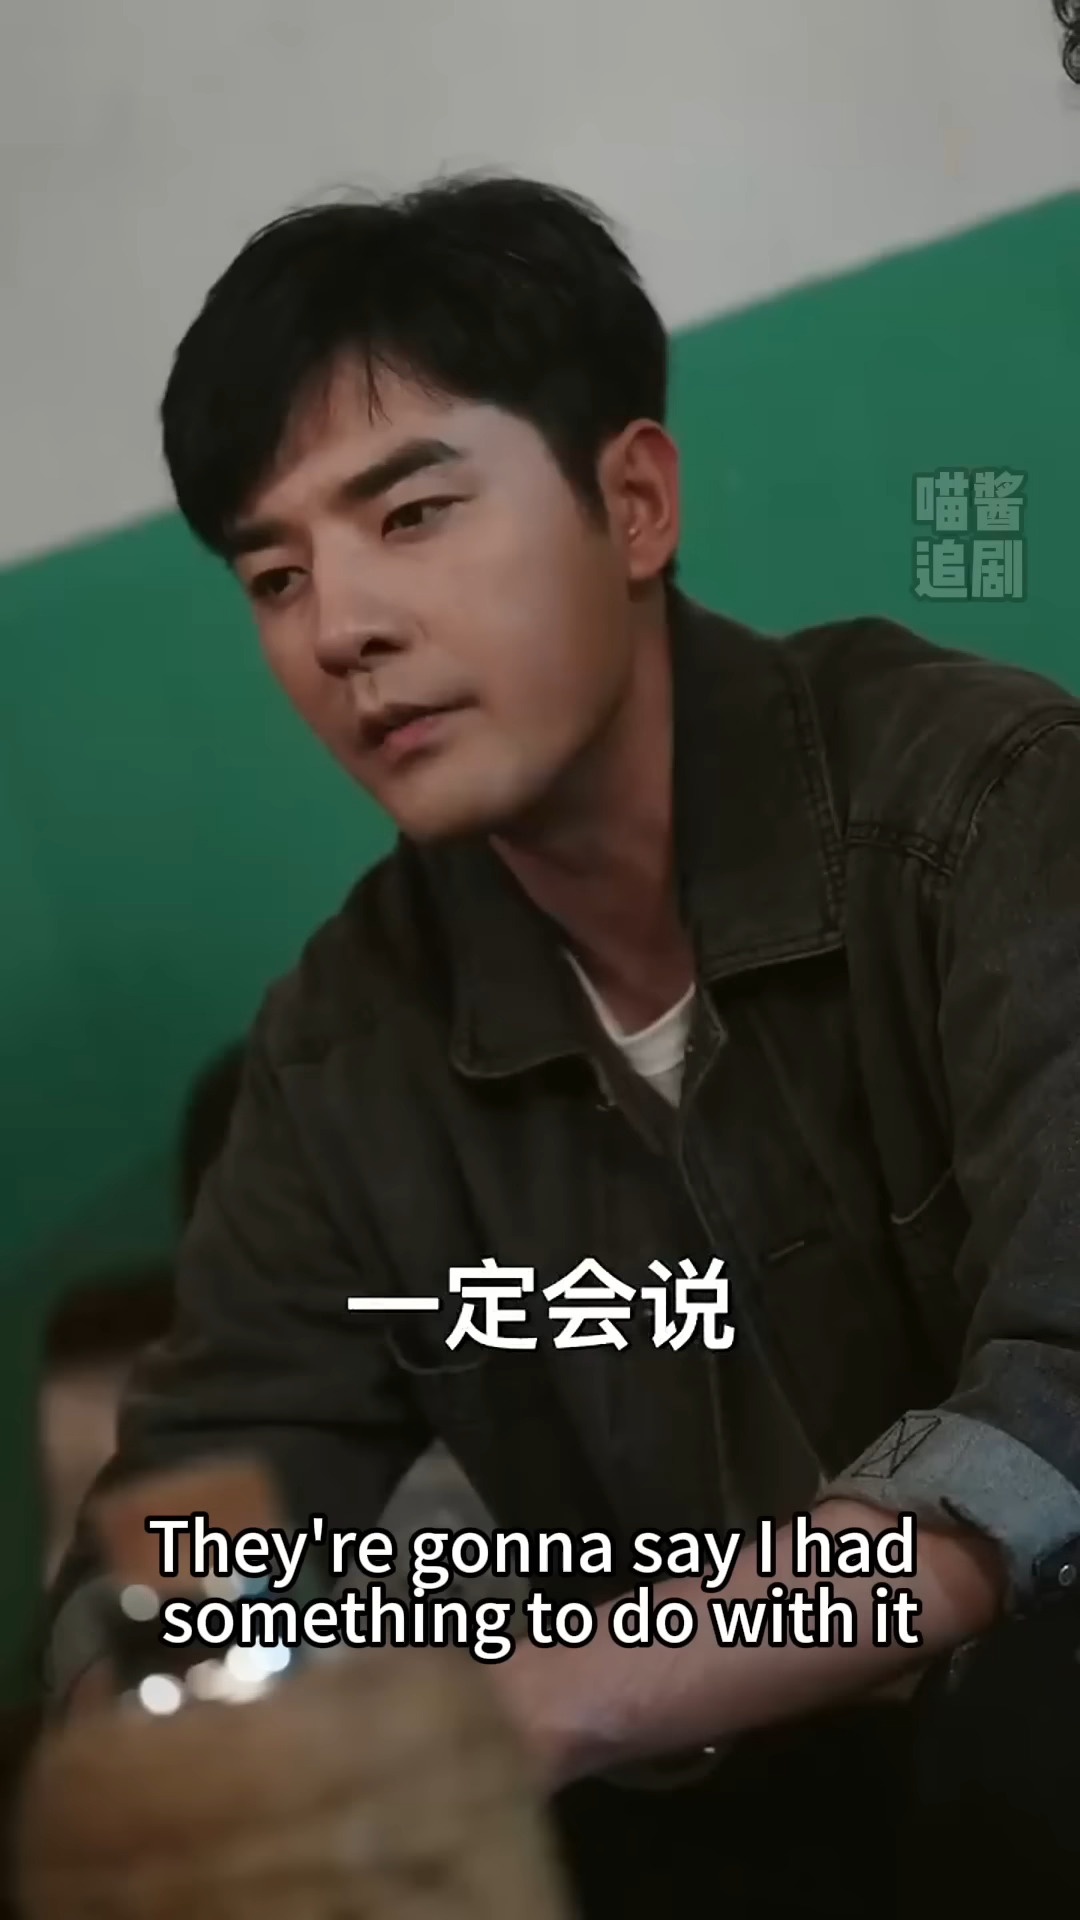 喵酱
追剧
一定会说
They're gonna say I had
something to do with it